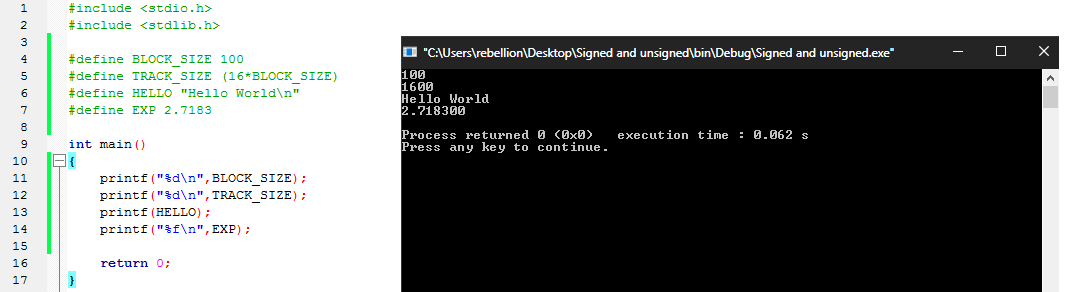 1 #include <stdio.h>
2 #include <stdlib.h>
3
4 #define BLOCK_SIZE 100
5 #define TRACK_SIZE (16*BLOCK_SIZE)
6 #define HELLO "Hello World\n"
7 #define EXP 2.7183
8
9 int main()
10 {
11 printf("%d\n",BLOCK_SIZE);
12 printf("%d\n",TRACK_SIZE);
13 printf(HELLO);
14 printf("%f\n",EXP);
15
16 return 0;
17 }
"C:\Users\rebellion\Desktop\Signed and unsigned\bin\Debug\Signed and unsigned.exe"
100
1600
Hello World
2.718300
Process returned 0 (0x0) execution time : 0.062 s
Press any key to continue.